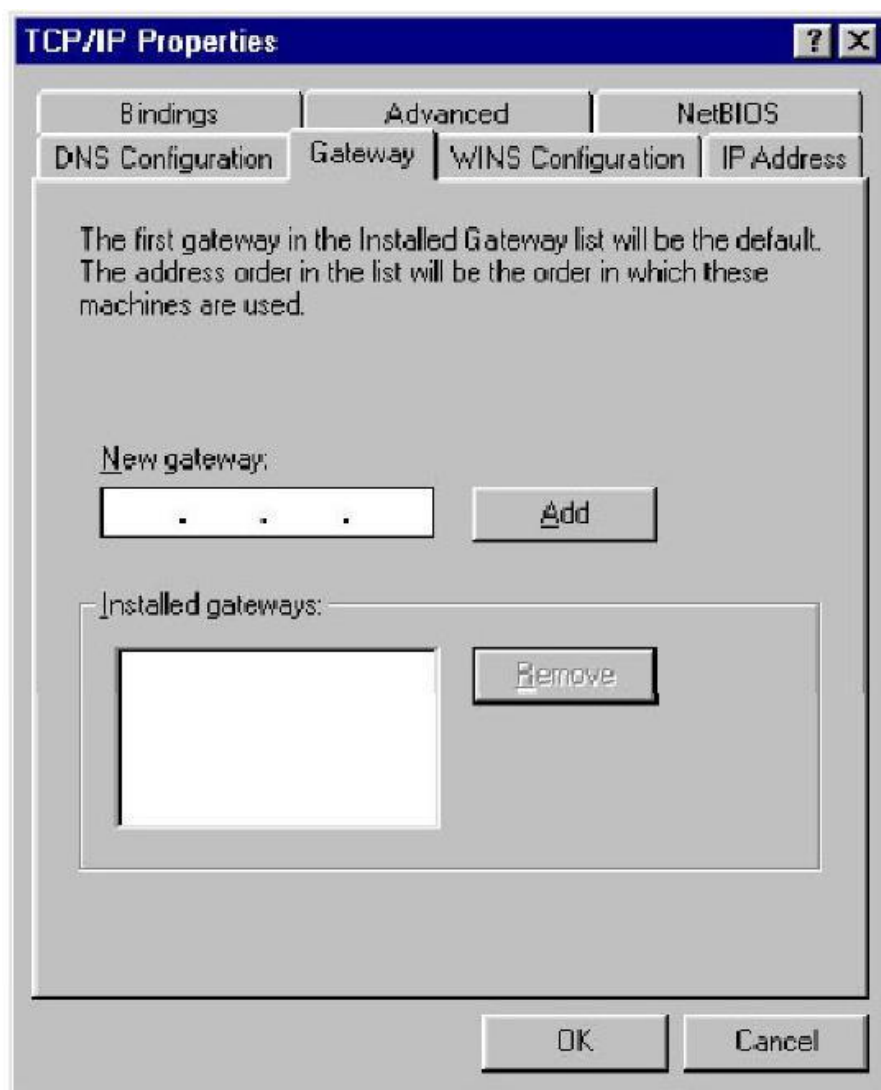 TCP/IP Properties
Bindings
Advanced
NetBIOS
DNS Configuration
Gateway
WINS Configuration
IP Address
The first gateway in the Installed Gateway list will be the default.
The address order in the list will be the order in which these
machines are used.
New gateway:
. . .
Add
Installed gateways:
Remove
OK
Cancel